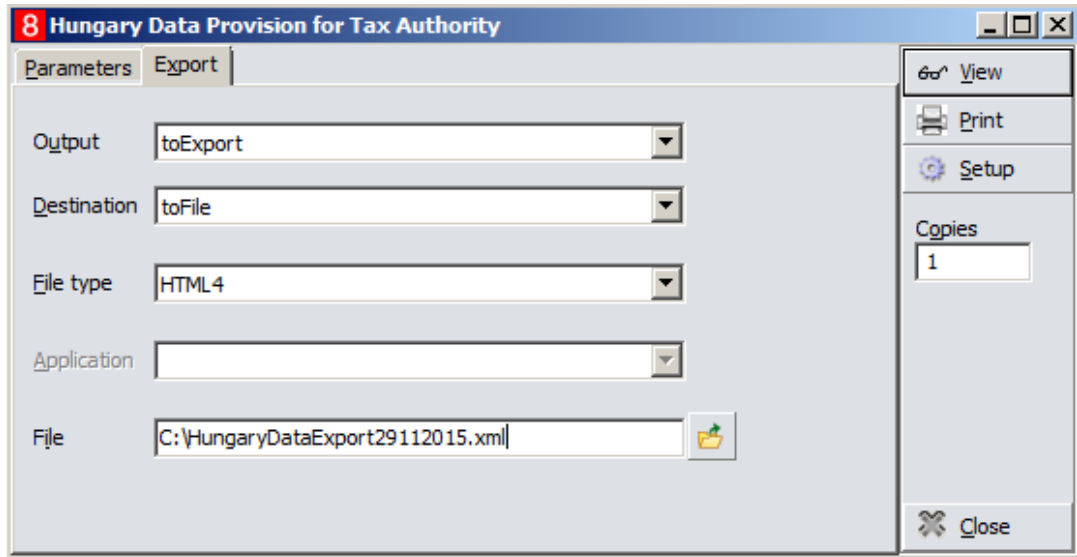 8 Hungary Data Provision for Tax Authority
Parameters Export
Output toExport
Destination toFile
File type HTML4
Application
File C:\HungaryDataExport29112015.xml
View
Print
Setup
Copies
1
Close